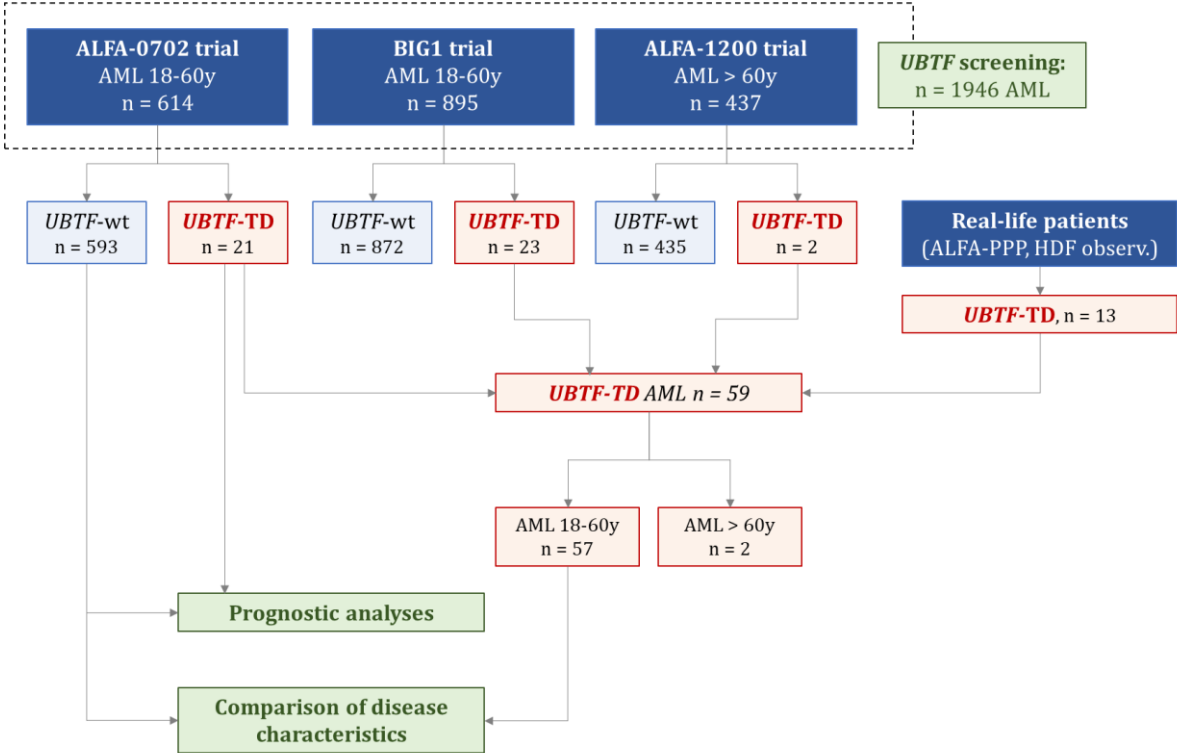 ALFA-0702 trial
AML 18-60y
n = 614
BIG1 trial
AML 18-60y
n = 895
ALFA-1200 trial
AML > 60y
n = 437
UBTF screening:
n = 1946 AML
UBTF-wt
n = 593
UBTF-TD
n = 21
UBTF-wt
n = 872
UBTF-TD
n = 23
UBTF-wt
n = 435
UBTF-TD
n = 2
Real-life patients
(ALFA-PPP, HDF observ.)
UBTF-TD, n = 13
UBTF-TD AML n = 59
AML 18-60y
n = 57
AML > 60y
n = 2
Prognostic analyses
Comparison of disease
characteristics